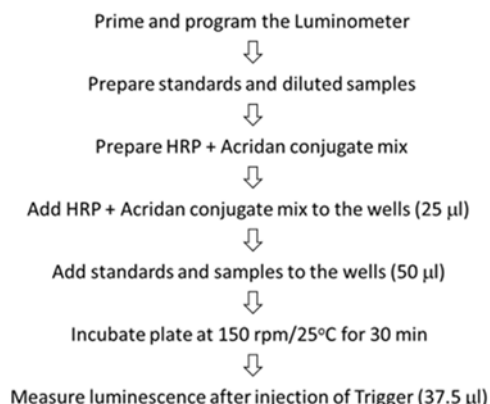 Prime and program the Luminometer
Prepare standards and diluted samples
Prepare HRP + Acridan conjugate mix
Add HRP + Acridan conjugate mix to the wells (25 µl)
Add standards and samples to the wells (50 µl)
Incubate plate at 150 rpm/25°C for 30 min
Measure luminescence after injection of Trigger (37.5 µl)